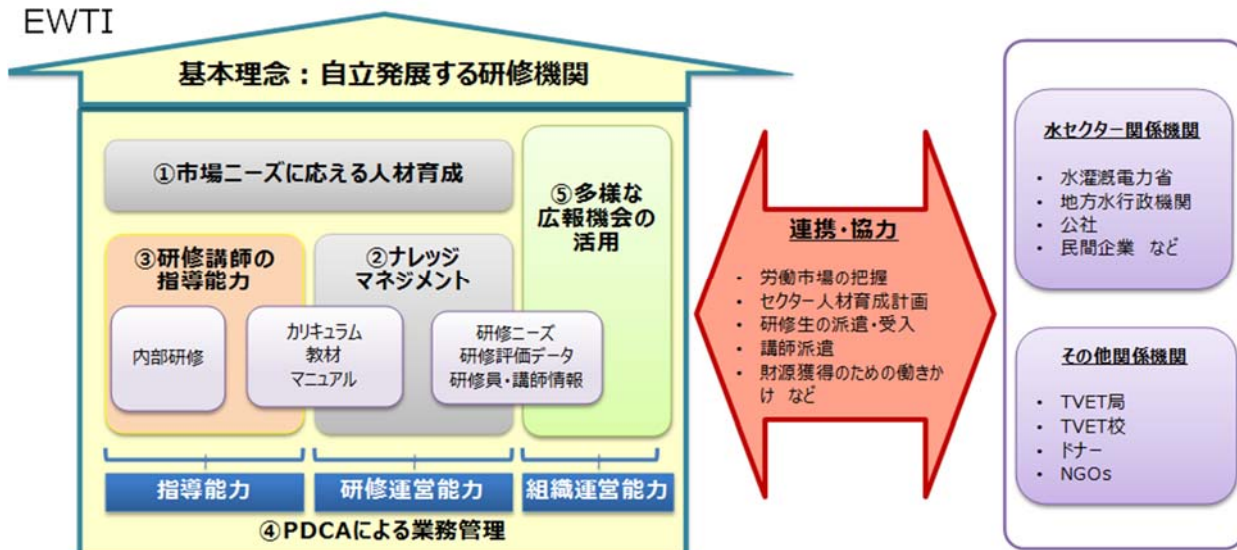 EWTI
基本理念：自立発展する研修機関
①市場ニーズに応える人材育成
⑤多様な
広報機会の
活用
③研修講師の
指導能力
②ナレッジ
マネジメント
内部研修
カリキュラム
教材
マニュアル
研修ニーズ
研修評価データ
研修員・講師情報
指導能力
研修運営能力
組織運営能力
④PDCAによる業務管理
連携・協力
- 労働市場の把握
• セクター人材育成計画
• 研修生の派遣・受入
• 講師派遣
• 財源獲得のための働きか
け など
水セクター関係機関
• 水灌漑電力省
• 地方水行政機関
• 公社
• 民間企業 など
その他関係機関
• TVET局
• TVET校
• ドナー
• NGOs